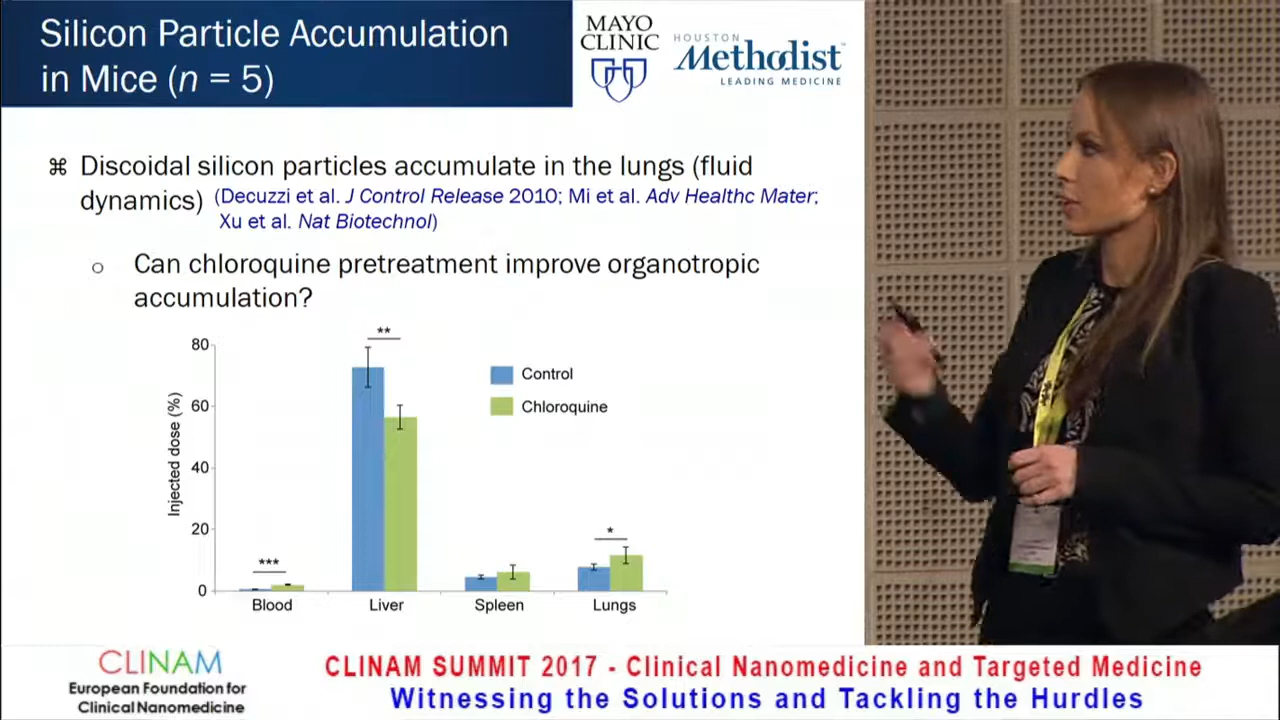 Silicon Particle Accumulation
in Mice (n = 5)
MAYO
CLINIC
HOUSTON
Methodist
LEADING MEDICINE
⌘ Discoidal silicon particles accumulate in the lungs (fluid
dynamics) (Decuzzi et al. J Control Release 2010; Mi et al. Adv Healthc Mater;
Xu et al. Nat Biotechnol)
o Can chloroquine pretreatment improve organotropic
accumulation?
Injected dose (%)
80
60
40
20
0
***
**
*
Control
Chloroquine
Blood
Liver
Spleen
Lungs
CLINAM
European Foundation for
Clinical Nanomedicine
CLINAM SUMMIT 2017 - Clinical Nanomedicine and Targeted Medicine
Witnessing the Solutions and Tackling the Hurdles